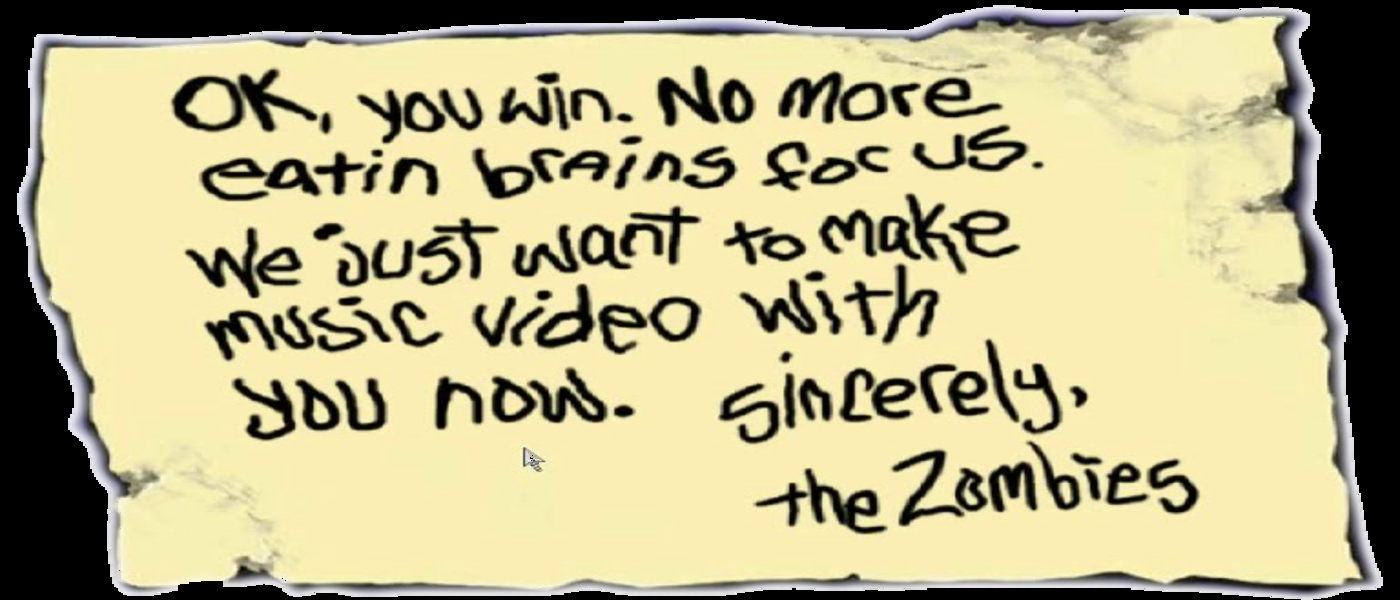 OK, you win. No more
eatin brains for us.
We just want to make
music video with
you now. sincerely,
the Zombies